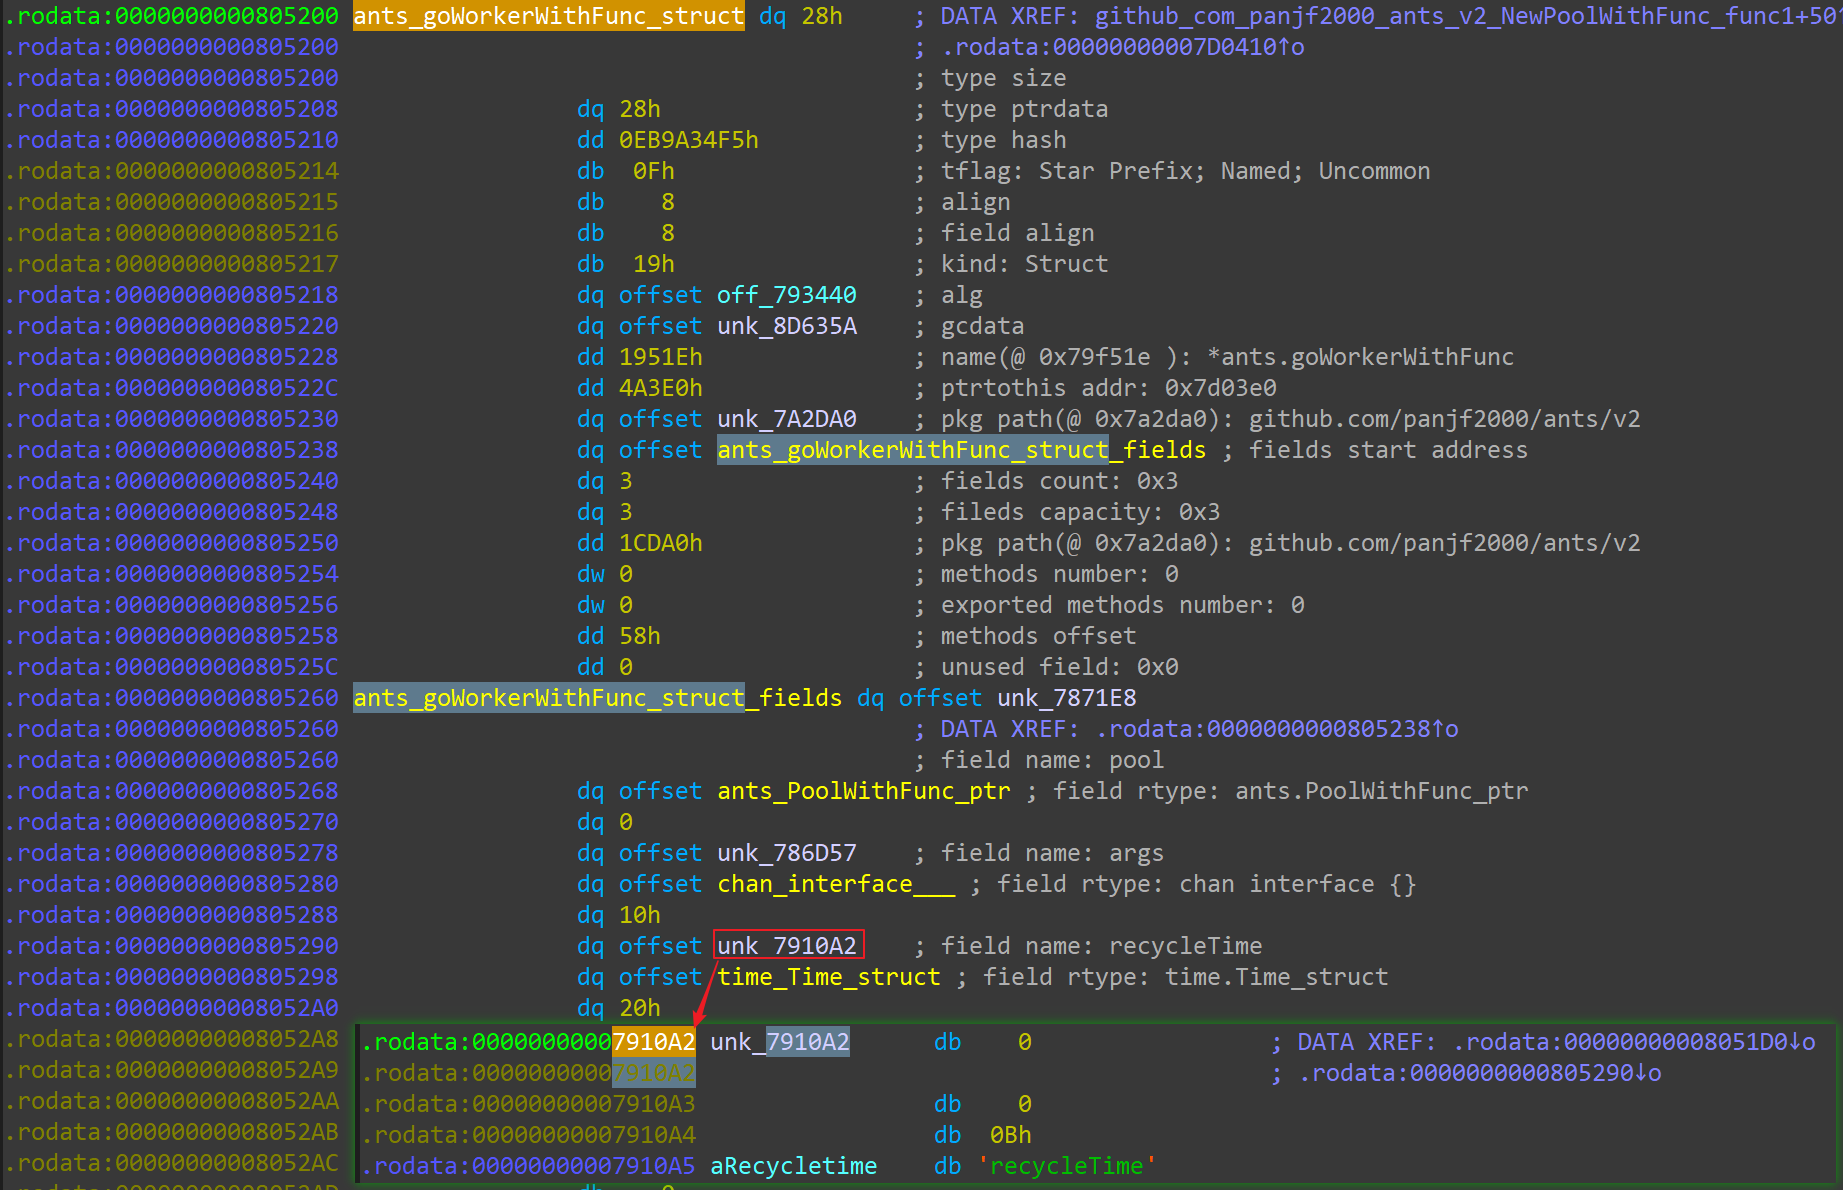 .rodata:0000000000805200 ants_goWorkerWithFunc_struct dq 28h ; DATA XREF: github_com_panjf2000_ants_v2_NewPoolWithFunc_func1+50↑
.rodata:0000000000805200 ; .rodata:00000000007D0410↑o
.rodata:0000000000805200 ; type size
.rodata:0000000000805208 dq 28h ; type ptrdata
.rodata:0000000000805210 dd 0EB9A34F5h ; type hash
.rodata:0000000000805214 db 0Fh ; tflag: Star Prefix; Named; Uncommon
.rodata:0000000000805215 db 8 ; align
.rodata:0000000000805216 db 8 ; field align
.rodata:0000000000805217 db 19h ; kind: Struct
.rodata:0000000000805218 dq offset off_793440 ; alg
.rodata:0000000000805220 dq offset unk_8D635A ; gcdata
.rodata:0000000000805228 dd 1951Eh ; name(@ 0x79f51e ): *ants.goWorkerWithFunc
.rodata:000000000080522C dd 4A3E0h ; ptrtothis addr: 0x7d03e0
.rodata:0000000000805230 dq offset unk_7A2DA0 ; pkg path(@ 0x7a2da0): github.com/panjf2000/ants/v2
.rodata:0000000000805238 dq offset ants_goWorkerWithFunc_struct_fields ; fields start address
.rodata:0000000000805240 dq 3 ; fields count: 0x3
.rodata:0000000000805248 dq 3 ; fileds capacity: 0x3
.rodata:0000000000805250 dd 1CDA0h ; pkg path(@ 0x7a2da0): github.com/panjf2000/ants/v2
.rodata:0000000000805254 dw 0 ; methods number: 0
.rodata:0000000000805256 dw 0 ; exported methods number: 0
.rodata:0000000000805258 dd 58h ; methods offset
.rodata:000000000080525C dd 0 ; unused field: 0x0
.rodata:0000000000805260 ants_goWorkerWithFunc_struct_fields dq offset unk_7871E8
.rodata:0000000000805260 ; DATA XREF: .rodata:0000000000805238↑o
.rodata:0000000000805260 ; field name: pool
.rodata:0000000000805268 dq offset ants_PoolWithFunc_ptr ; field rtype: ants.PoolWithFunc_ptr
.rodata:0000000000805270 dq 0
.rodata:0000000000805278 dq offset unk_786D57 ; field name: args
.rodata:0000000000805280 dq offset chan_interface___ ; field rtype: chan interface {}
.rodata:0000000000805288 dq 10h
.rodata:0000000000805290 dq offset unk_7910A2 ; field name: recycleTime
.rodata:0000000000805298 dq offset time_Time_struct ; field rtype: time.Time_struct
.rodata:00000000008052A0 dq 20h
.rodata:00000000008052A8
.rodata:00000000008052A9
.rodata:00000000008052AA
.rodata:00000000008052AB
.rodata:00000000008052AC
.rodata:00000000007910A2 unk_7910A2 db 0 ; DATA XREF: .rodata:00000000008051D0↓o
.rodata:00000000007910A2 ; .rodata:0000000000805290↓o
.rodata:00000000007910A3 db 0
.rodata:00000000007910A4 db 0Bh
.rodata:00000000007910A5 aRecycletime db 'recycleTime'